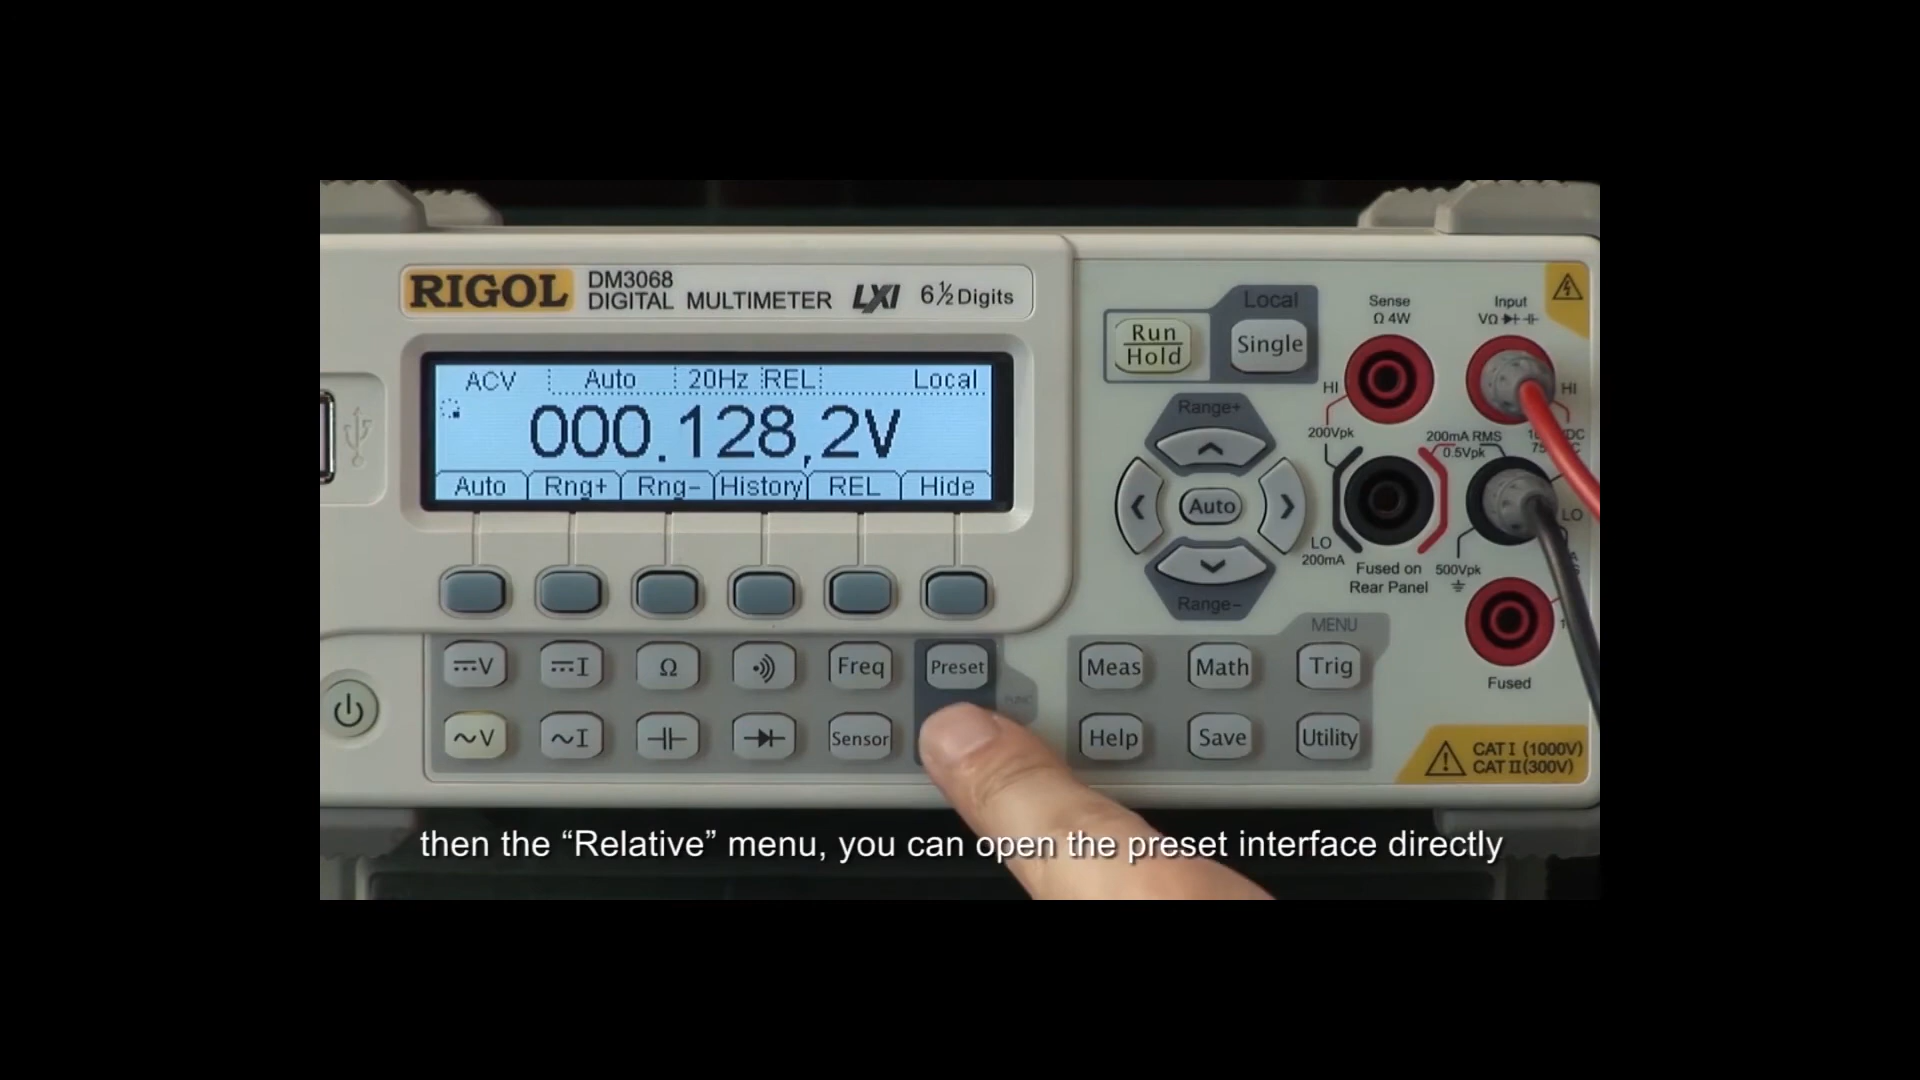 RIGOL
DM3068
DIGITAL MULTIMETER
LXI
6½ Digits
ACV
Auto
20Hz
REL
Local
000.128,2V
Auto
Rng+
Rng-
History
REL
Hide
Local
Run
Hold
Single
Range+
Auto
Range-
Sense
Ω 4W
Input
VΩ
HI
HI
200Vpk
200mA RMS
0.5Vpk
LO
200mA
Fused on
Rear Panel
500Vpk
LO
Fused
V
I
Ω
Freq
Preset
~V
~I
Sensor
MENU
Meas
Math
Trig
Help
Save
Utility
CAT I (1000V)
CAT II (300V)
then the “Relative” menu, you can open the preset interface directly